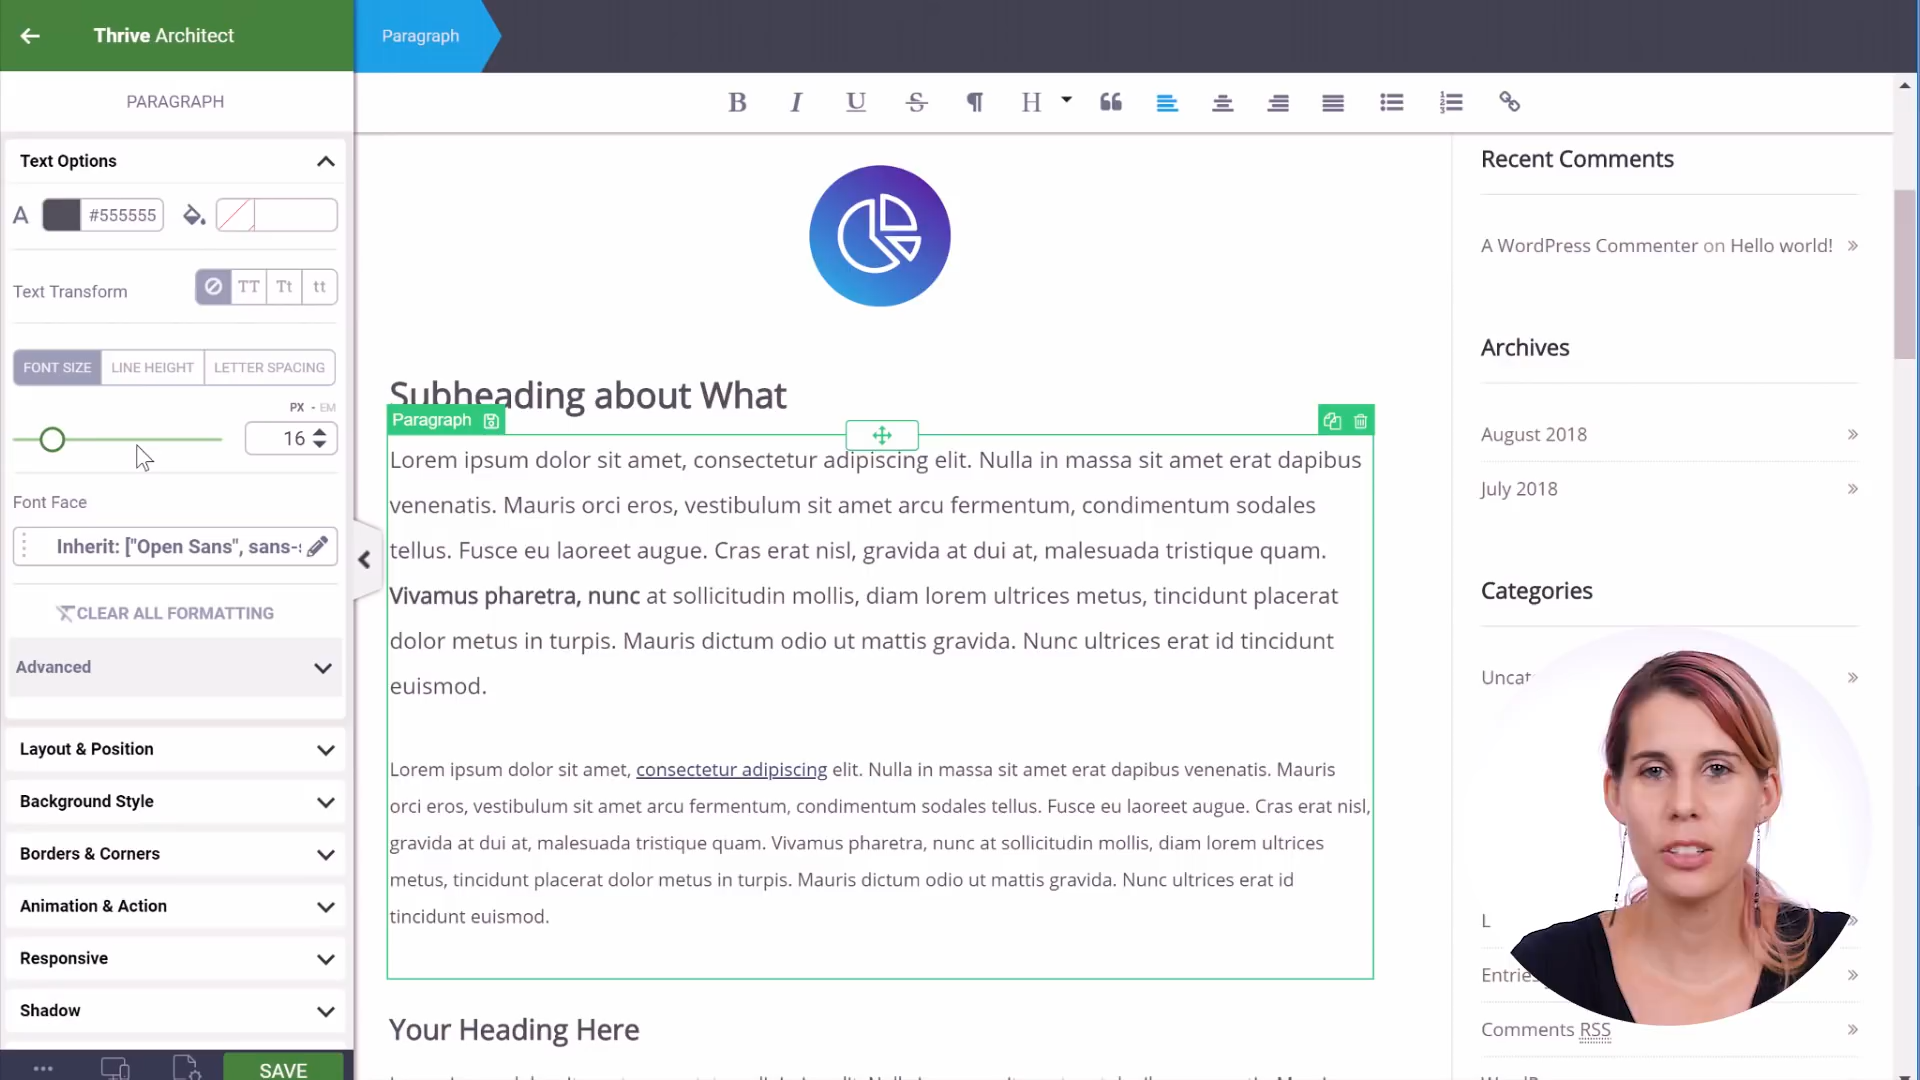 Thrive Architect
Paragraph
PARAGRAPH
B I U S ¶ H
Text Options
A #555555
Text Transform TT Tt tt
FONT SIZE LINE HEIGHT LETTER SPACING
PX - EM
16
Font Face
Inherit: ["Open Sans", sans-
CLEAR ALL FORMATTING
Advanced
Layout & Position
Background Style
Borders & Corners
Animation & Action
Responsive
Shadow
SAVE
Subheading about What
Paragraph
Lorem ipsum dolor sit amet, consectetur adipiscing elit. Nulla in massa sit amet erat dapibus
venenatis. Mauris orci eros, vestibulum sit amet arcu fermentum, condimentum sodales
tellus. Fusce eu laoreet augue. Cras erat nisl, gravida at dui at, malesuada tristique quam.
Vivamus pharetra, nunc at sollicitudin mollis, diam lorem ultrices metus, tincidunt placerat
dolor metus in turpis. Mauris dictum odio ut mattis gravida. Nunc ultrices erat id tincidunt
euismod.
Lorem ipsum dolor sit amet, consectetur adipiscing elit. Nulla in massa sit amet erat dapibus venenatis. Mauris
orci eros, vestibulum sit amet arcu fermentum, condimentum sodales tellus. Fusce eu laoreet augue. Cras erat nisl,
gravida at dui at, malesuada tristique quam. Vivamus pharetra, nunc at sollicitudin mollis, diam lorem ultrices
metus, tincidunt placerat dolor metus in turpis. Mauris dictum odio ut mattis gravida. Nunc ultrices erat id
tincidunt euismod.
Your Heading Here
Recent Comments
A WordPress Commenter on Hello world! »
Archives
August 2018 »
July 2018 »
Categories
Uncat »
L »
Entries »
Comments RSS »